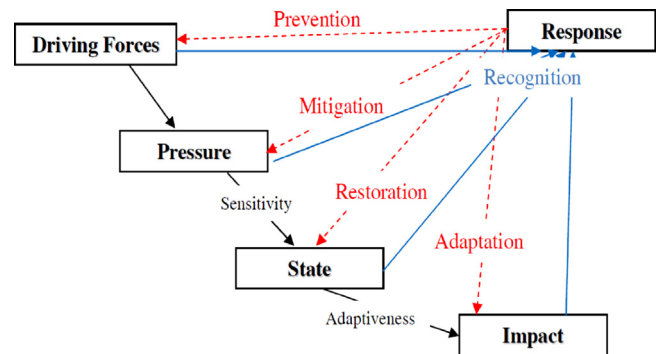 Prevention
Driving Forces
Response
Recognition
Mitigation
Pressure
Restoration
Sensitivity
Adaptation
State
Adaptiveness
Impact